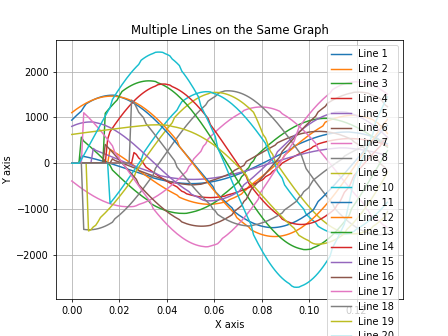 Multiple Lines on the Same Graph
Y axis
2000
1000
0
−1000
−2000
0.00
0.02
0.04
0.06
0.08
0.10
X axis
Line 1
Line 2
Line 3
Line 4
Line 5
Line 6
Line 7
Line 8
Line 9
Line 10
Line 11
Line 12
Line 13
Line 14
Line 15
Line 16
Line 17
Line 18
Line 19
Line 20